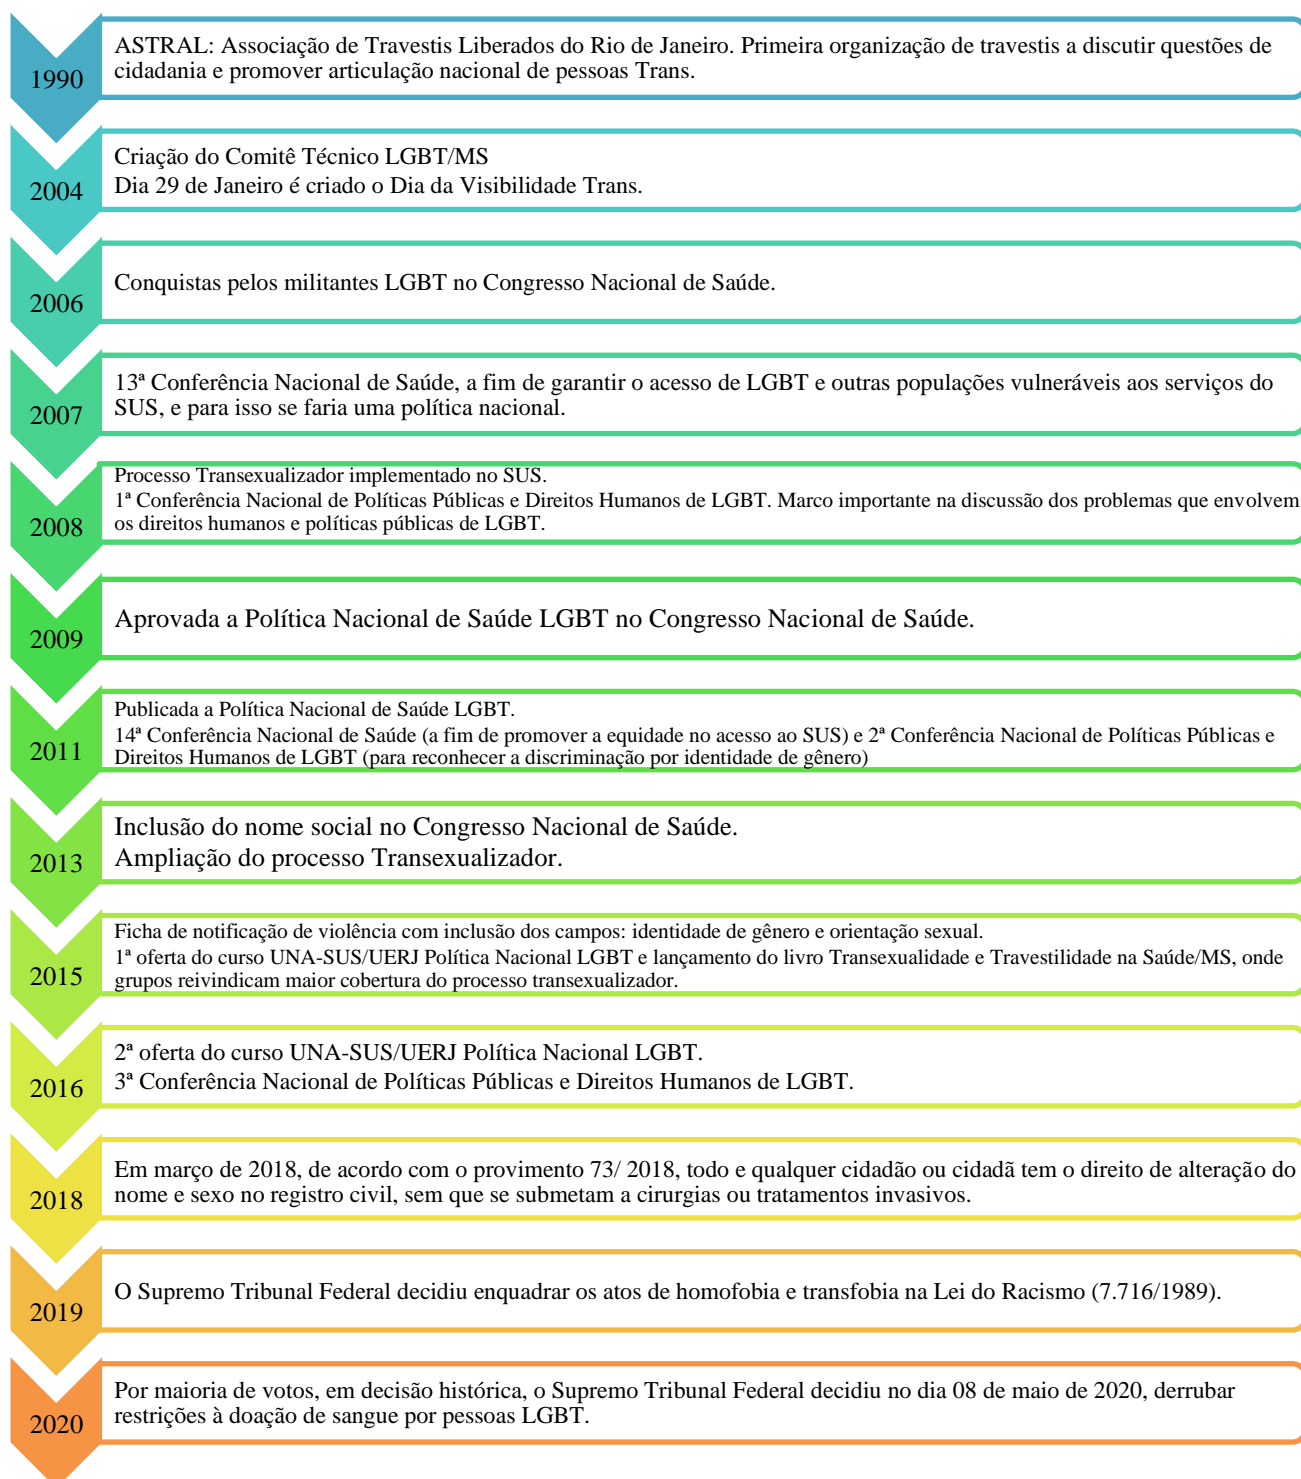 1990
ASTRAL: Associação de Travestis Liberados do Rio de Janeiro. Primeira organização de travestis a discutir questões de
cidadania e promover articulação nacional de pessoas Trans.
2004
Criação do Comitê Técnico LGBT/MS
Dia 29 de Janeiro é criado o Dia da Visibilidade Trans.
2006
Conquistas pelos militantes LGBT no Congresso Nacional de Saúde.
2007
13ª Conferência Nacional de Saúde, a fim de garantir o acesso de LGBT e outras populações vulneráveis aos serviços do
SUS, e para isso se faria uma política nacional.
2008
Processo Transexualizador implementado no SUS.
1ª Conferência Nacional de Políticas Públicas e Direitos Humanos de LGBT. Marco importante na discussão dos problemas que envolvem
os direitos humanos e políticas públicas de LGBT.
2009
Aprovada a Política Nacional de Saúde LGBT no Congresso Nacional de Saúde.
2011
Publicada a Política Nacional de Saúde LGBT.
14ª Conferência Nacional de Saúde (a fim de promover a equidade no acesso ao SUS) e 2ª Conferência Nacional de Políticas Públicas e
Direitos Humanos de LGBT (para reconhecer a discriminação por identidade de gênero)
2013
Inclusão do nome social no Congresso Nacional de Saúde.
Ampliação do processo Transexualizador.
2015
Ficha de notificação de violência com inclusão dos campos: identidade de gênero e orientação sexual.
1ª oferta do curso UNA-SUS/UERJ Política Nacional LGBT e lançamento do livro Transexualidade e Travestilidade na Saúde/MS, onde
grupos reivindicam maior cobertura do processo transexualizador.
2016
2ª oferta do curso UNA-SUS/UERJ Política Nacional LGBT.
3ª Conferência Nacional de Políticas Públicas e Direitos Humanos de LGBT.
2018
Em março de 2018, de acordo com o provimento 73/ 2018, todo e qualquer cidadão ou cidadã tem o direito de alteração do
nome e sexo no registro civil, sem que se submetam a cirurgias ou tratamentos invasivos.
2019
O Supremo Tribunal Federal decidiu enquadrar os atos de homofobia e transfobia na Lei do Racismo (7.716/1989).
2020
Por maioria de votos, em decisão histórica, o Supremo Tribunal Federal decidiu no dia 08 de maio de 2020, derrubar
restrições à doação de sangue por pessoas LGBT.